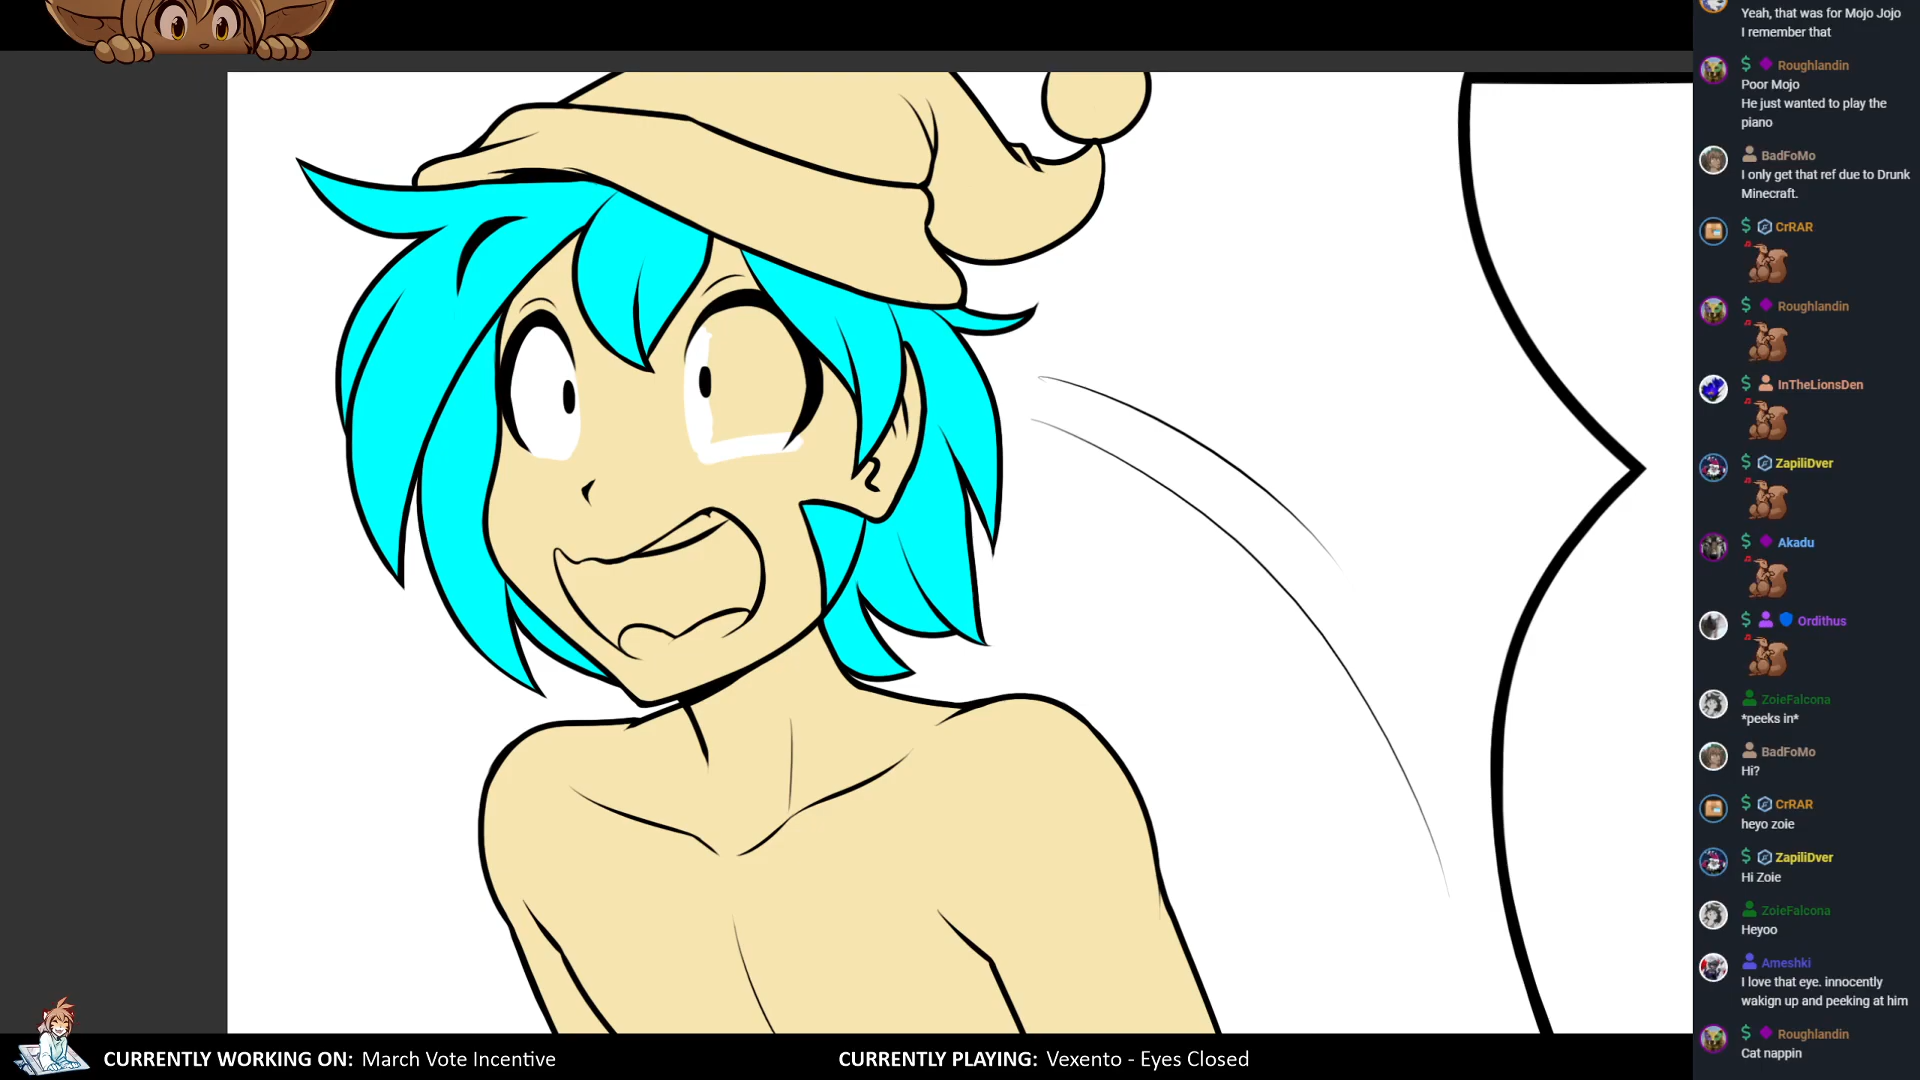 Yeah, that was for Mojo Jojo
I remember that
$ Roughlandin
Poor Mojo
He just wanted to play the
piano
BadFoMo
I only get that ref due to Drunk
Minecraft.
$ CrRAR
$ Roughlandin
$ InTheLionsDen
$ ZapiliDver
$ Akadu
$ Ordithus
ZoieFalcona
*peeks in*
BadFoMo
Hi?
$ CrRAR
heyo zoie
$ ZapiliDver
Hi Zoie
ZoieFalcona
Heyoo
Ameshki
I love that eye. innocently
wakign up and peeking at him
$ Roughlandin
Cat nappin
CURRENTLY WORKING ON: March Vote Incentive
CURRENTLY PLAYING: Vexento - Eyes Closed